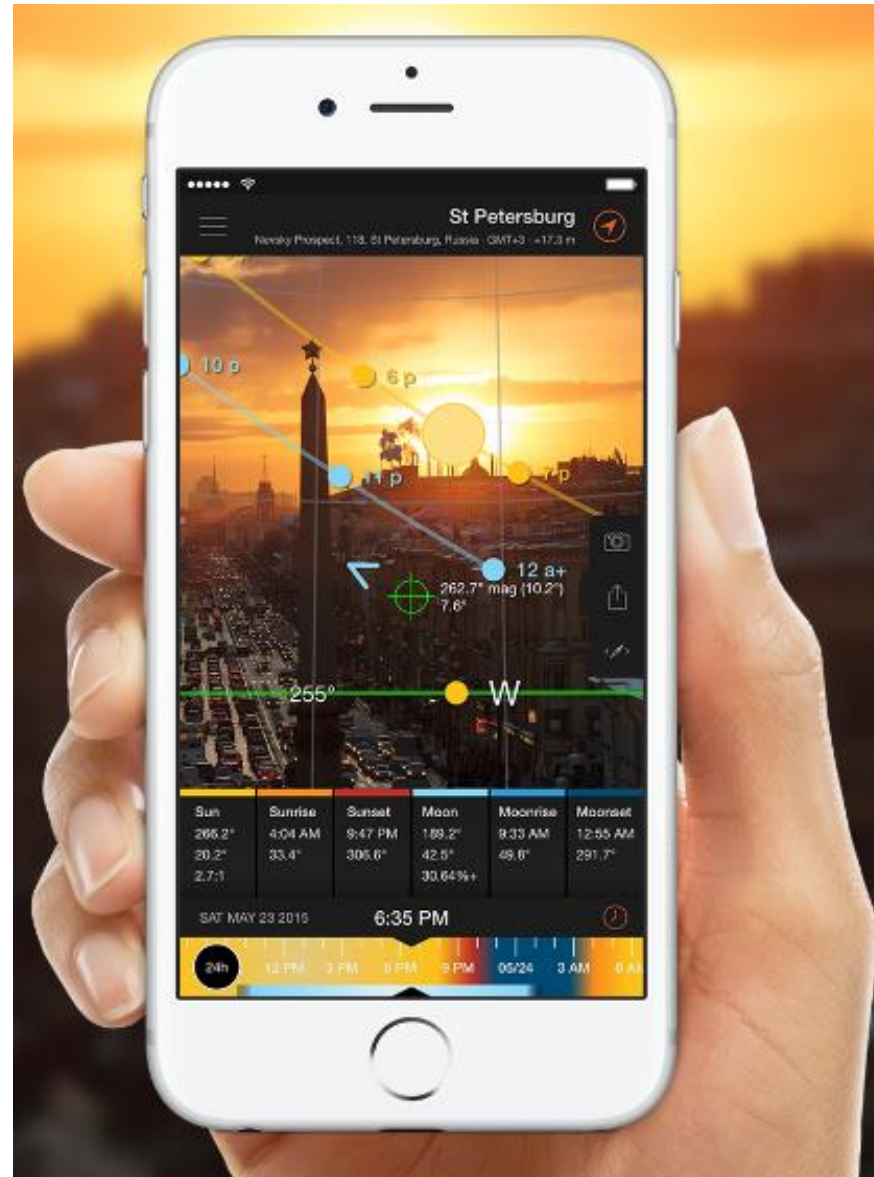 St Petersburg
Nevsky Prospect, 118, St Petersburg, Russia · GMT+3 · +17.3 m
10 p
6 p
11 p
7 p
12 a+
262.7° mag (10.2°)
7.6°
255°
W
Sun
266.2°
20.2°
2.7:1
Sunrise
4:04 AM
33.4°
Sunset
9:47 PM
306.6°
Moon
189.2°
42.5°
30.64%+
Moonrise
9:33 AM
49.8°
Moonset
12:55 AM
291.7°
SAT MAY 23 2015
6:35 PM
24h
12 PM 3 PM 6 PM 9 PM 05/24 3 AM 6 AM